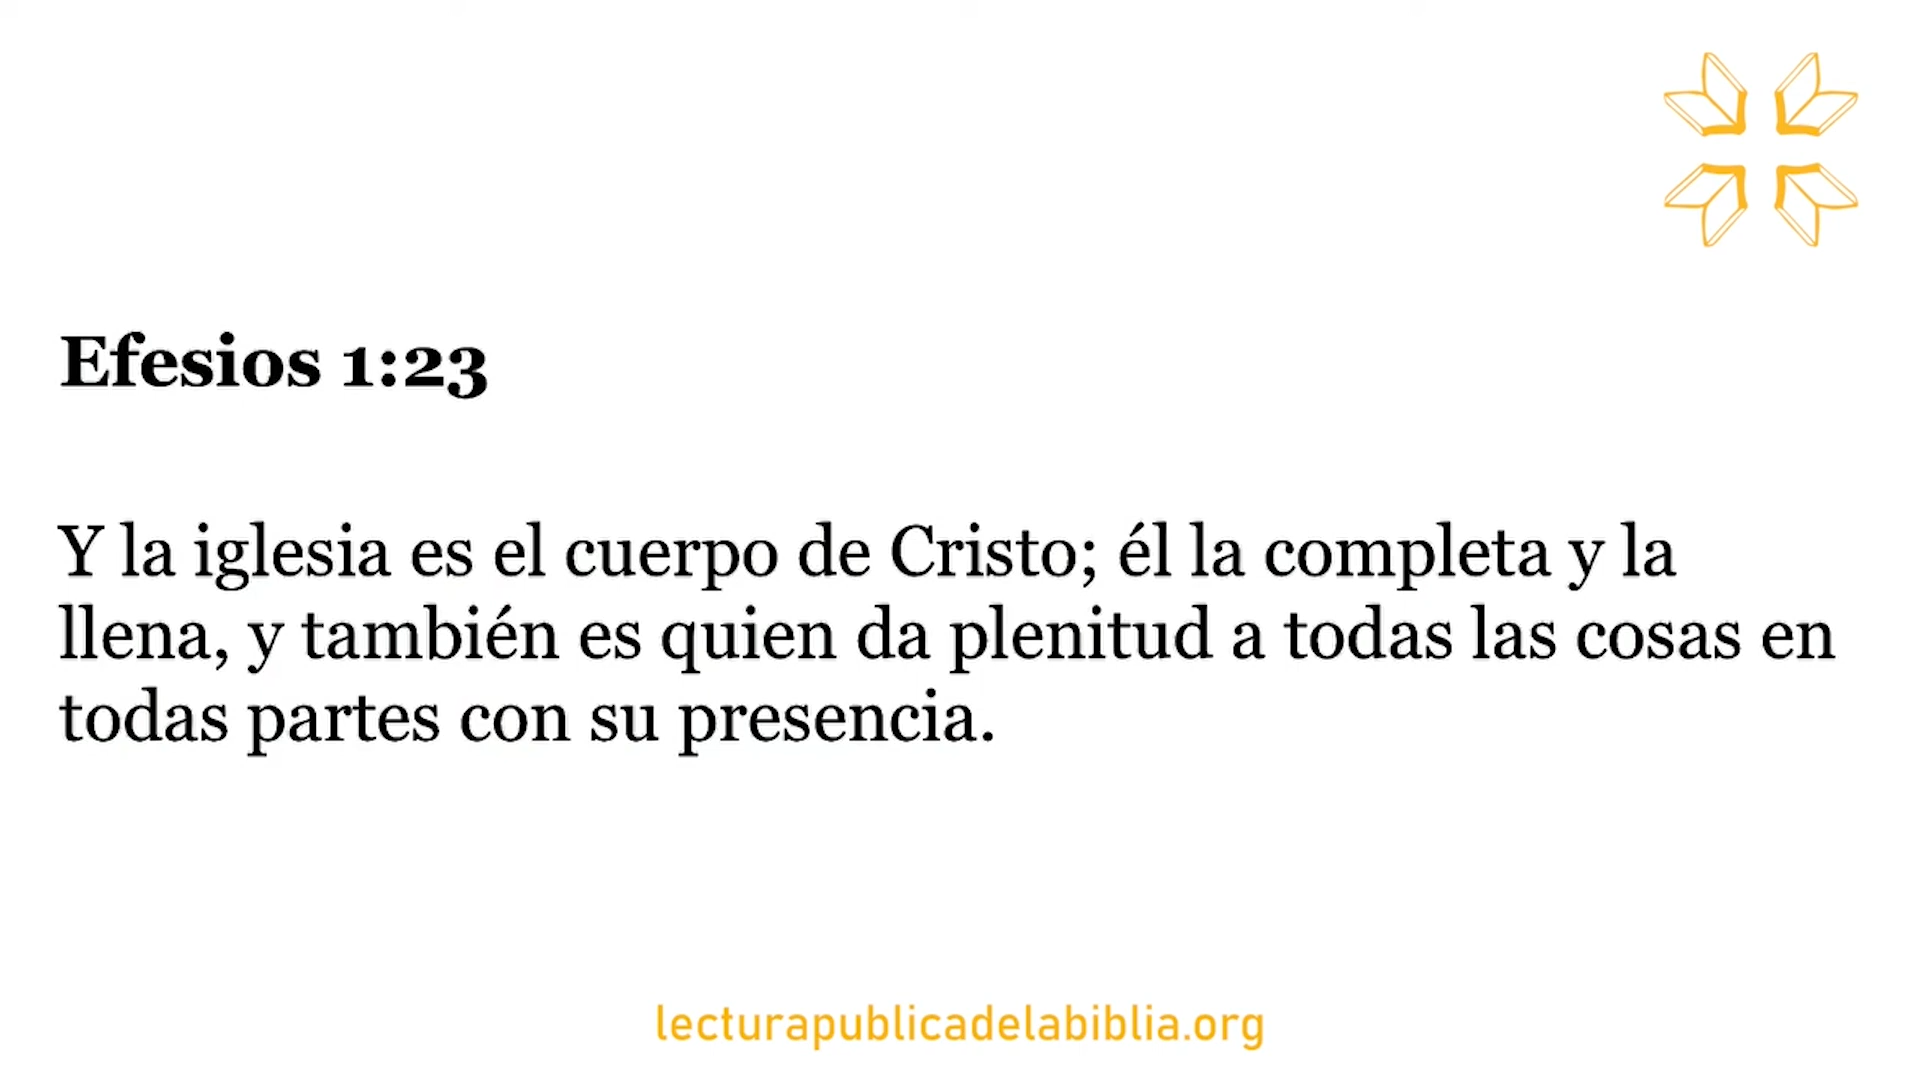 Efesios 1:23
Y la iglesia es el cuerpo de Cristo; él la completa y la
llena, y también es quien da plenitud a todas las cosas en
todas partes con su presencia.
lecturapublicadelabiblia.org